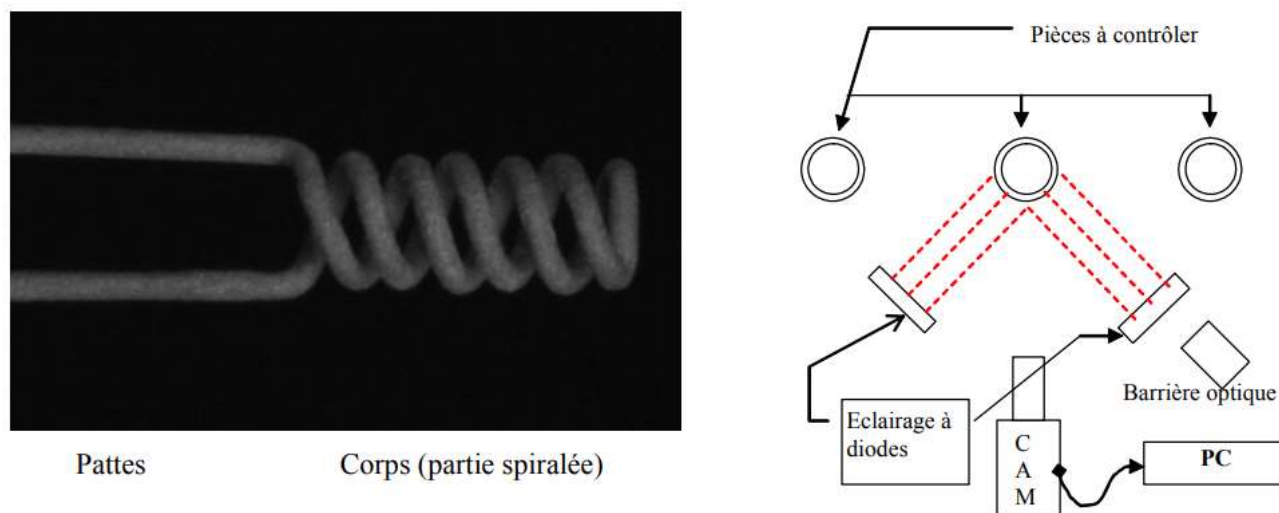 Pièces à contrôler
Barrière optique
Eclairage à
diodes
C
A
M
PC
Pattes
Corps (partie spiralée)